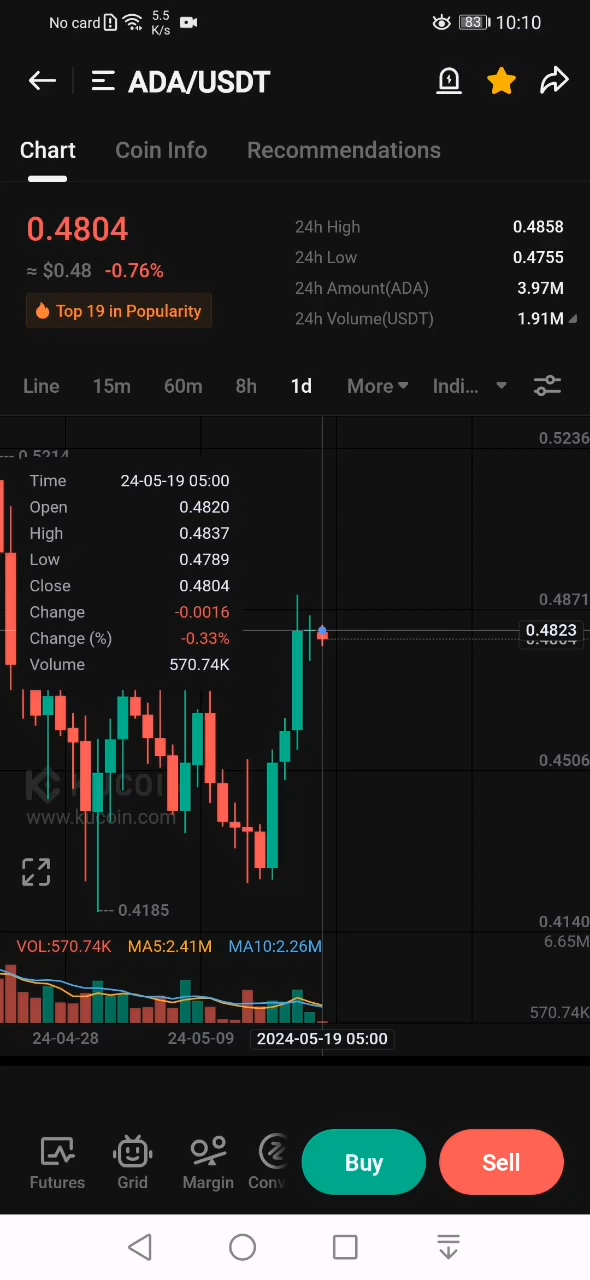 No card 5.5 K/s 83 10:10
ADA/USDT
Chart Coin Info Recommendations
0.4804
≈ $0.48 -0.76%
Top 19 in Popularity
24h High 0.4858
24h Low 0.4755
24h Amount(ADA) 3.97M
24h Volume(USDT) 1.91M
Line 15m 60m 8h 1d More Indi...
0.5236
0.5214
Time 24-05-19 05:00
Open 0.4820
High 0.4837
Low 0.4789
Close 0.4804
Change -0.0016
Change (%) -0.33%
Volume 570.74K
0.4871
0.4823
0.4506
KUCOIN
www.kucoin.com
0.4185
0.4140
VOL:570.74K MA5:2.41M MA10:2.26M
6.65M
570.74K
24-04-28 24-05-09 2024-05-19 05:00
Futures Grid Margin Conv
Buy Sell